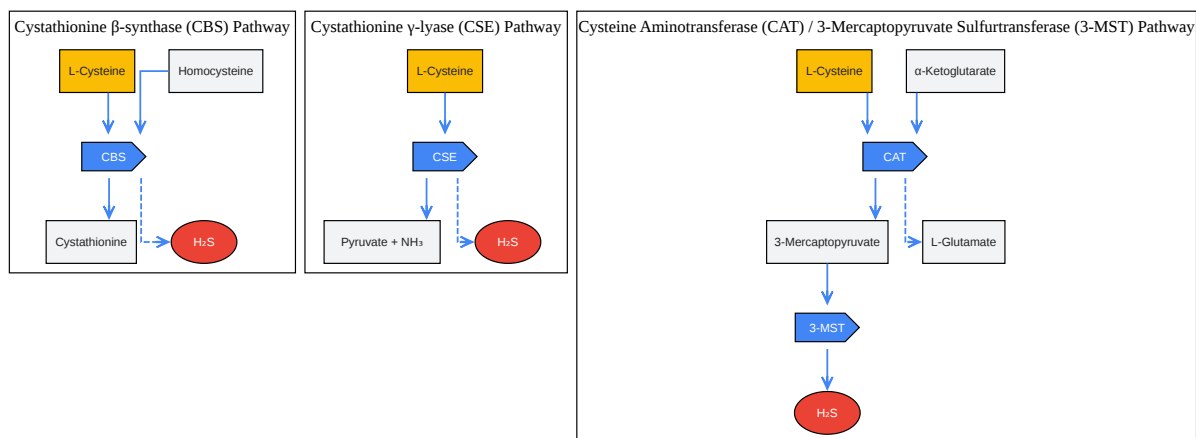 Cystathionine β-synthase (CBS) Pathway
L-Cysteine
Homocysteine
CBS
Cystathionine
H₂S
Cystathionine γ-lyase (CSE) Pathway
L-Cysteine
CSE
Pyruvate + NH₃
H₂S
Cysteine Aminotransferase (CAT) / 3-Mercaptopyruvate Sulfurtransferase (3-MST) Pathway
L-Cysteine
α-Ketoglutarate
CAT
3-Mercaptopyruvate
L-Glutamate
3-MST
H₂S